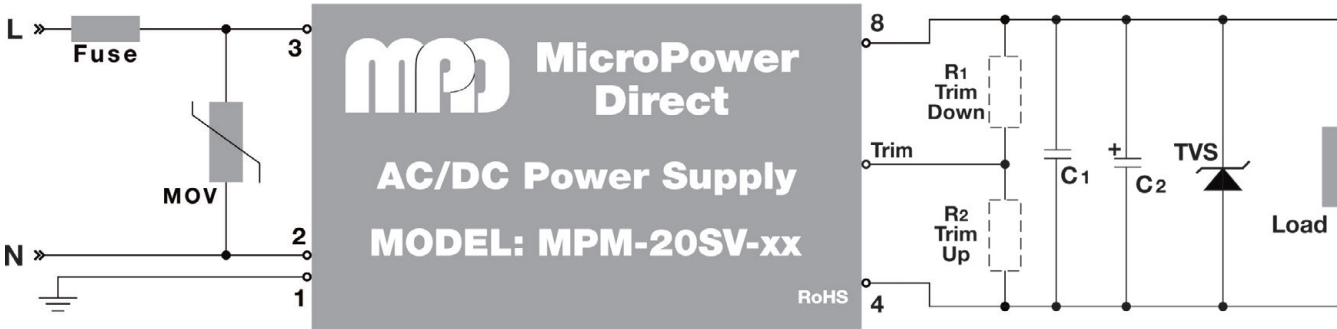 L
Fuse
3
MOV
N
2
1
MPD
MicroPower
Direct
AC/DC Power Supply
MODEL: MPM-20SV-xx
RoHS
8
Trim
4
R1
Trim
Down
R2
Trim
Up
C1
+
C2
TVS
Load